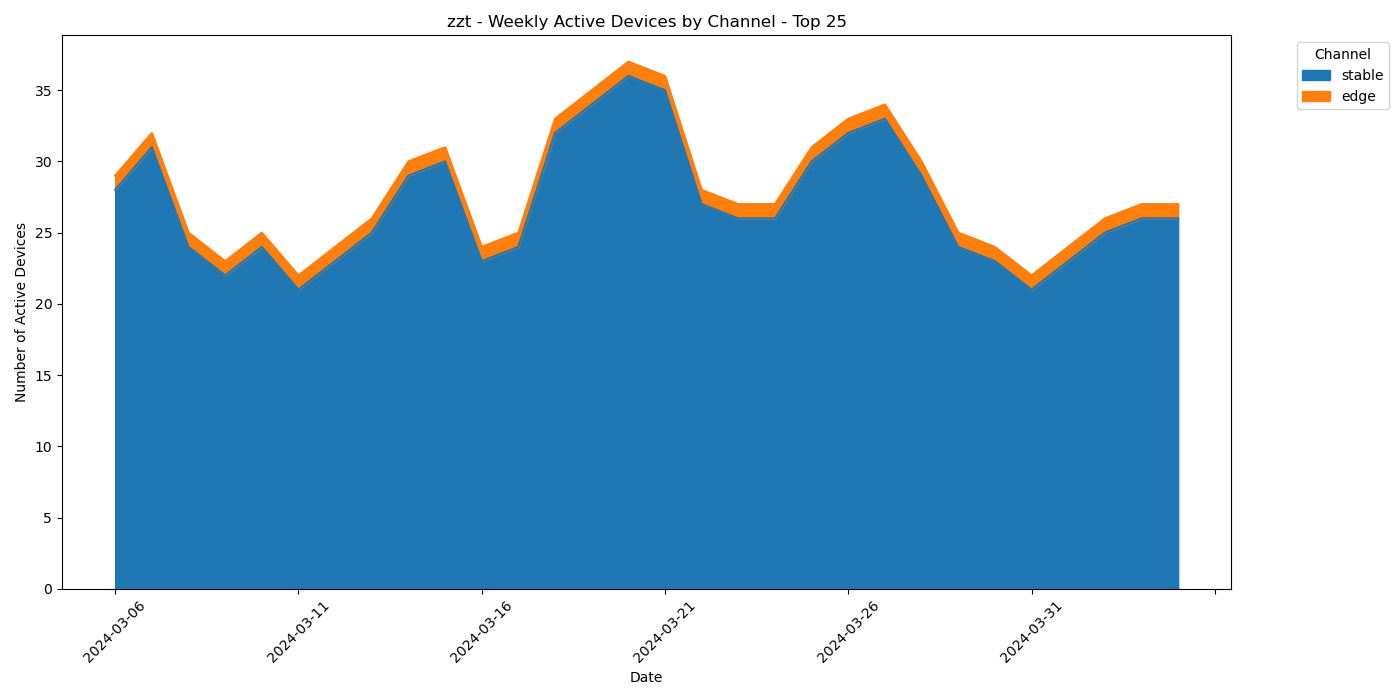 zzt - Weekly Active Devices by Channel - Top 25
Channel
stable
edge
Number of Active Devices
35
30
25
20
15
10
5
0
2024-03-06
2024-03-11
2024-03-16
2024-03-21
2024-03-26
2024-03-31
Date